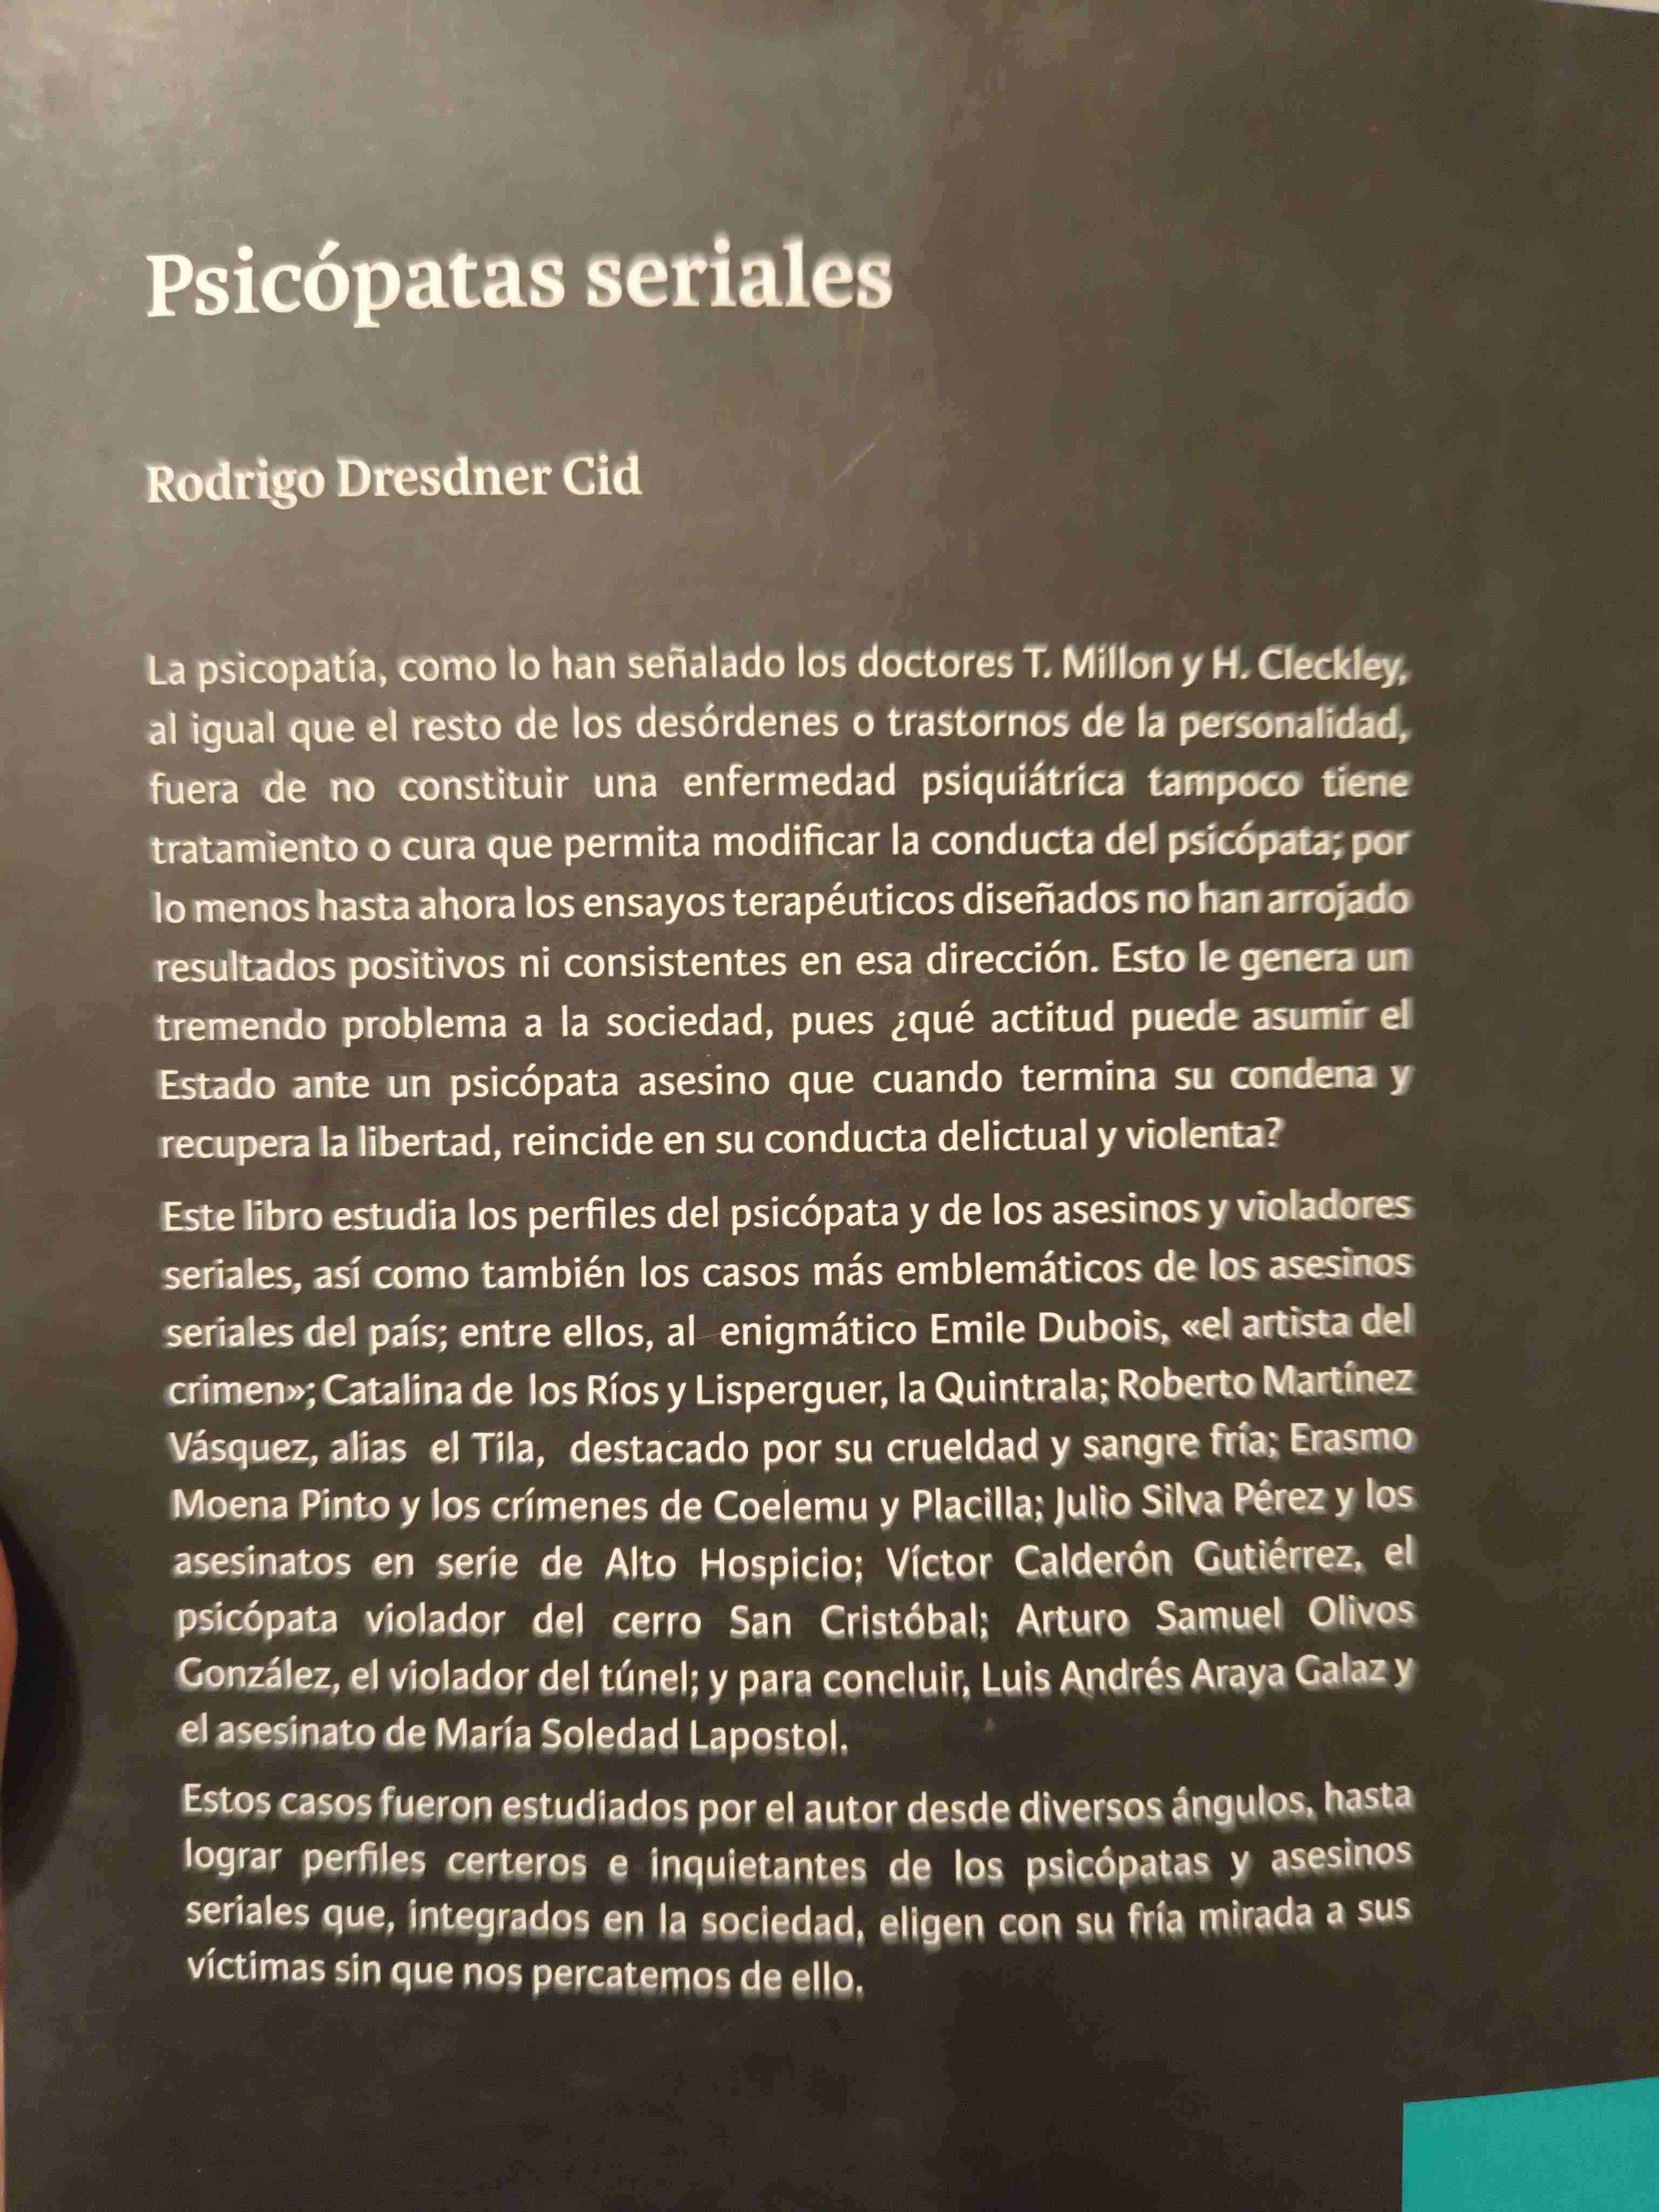 Psicópatas seriales
Rodrigo Dresdner Cid
La psicopatía, como lo han señalado los doctores T. Millon y H. Cleckley,
al igual que el resto de los desórdenes o trastornos de la personalidad,
fuera de no constituir una enfermedad psiquiátrica tampoco tiene
tratamiento o cura que permita modificar la conducta del psicópata; por
lo menos hasta ahora los ensayos terapéuticos diseñados no han arrojado
resultados positivos ni consistentes en esa dirección. Esto le genera un
tremendo problema a la sociedad, pues ¿qué actitud puede asumir el
Estado ante un psicópata asesino que cuando termina su condena y
recupera la libertad, reincide en su conducta delictual y violenta?
Este libro estudia los perfiles del psicópata y de los asesinos y violadores
seriales, así como también los casos más emblemáticos de los asesinos
seriales del país; entre ellos, al enigmático Emile Dubois, «el artista del
crimen»; Catalina de los Ríos y Lisperguer, la Quintrala; Roberto Martínez
Vásquez, alias el Tila, destacado por su crueldad y sangre fría; Erasmo
Moena Pinto y los crímenes de Coelemu y Placilla; Julio Silva Pérez y los
asesinatos en serie de Alto Hospicio; Víctor Calderón Gutiérrez, el
psicópata violador del cerro San Cristóbal; Arturo Samuel Olivos
González, el violador del túnel; y para concluir, Luis Andrés Araya Galaz y
el asesinato de María Soledad Lapostol.
Estos casos fueron estudiados por el autor desde diversos ángulos, hasta
lograr perfiles certeros e inquietantes de los psicópatas y asesinos
seriales que, integrados en la sociedad, eligen con su fría mirada a sus
víctimas sin que nos percatemos de ello.